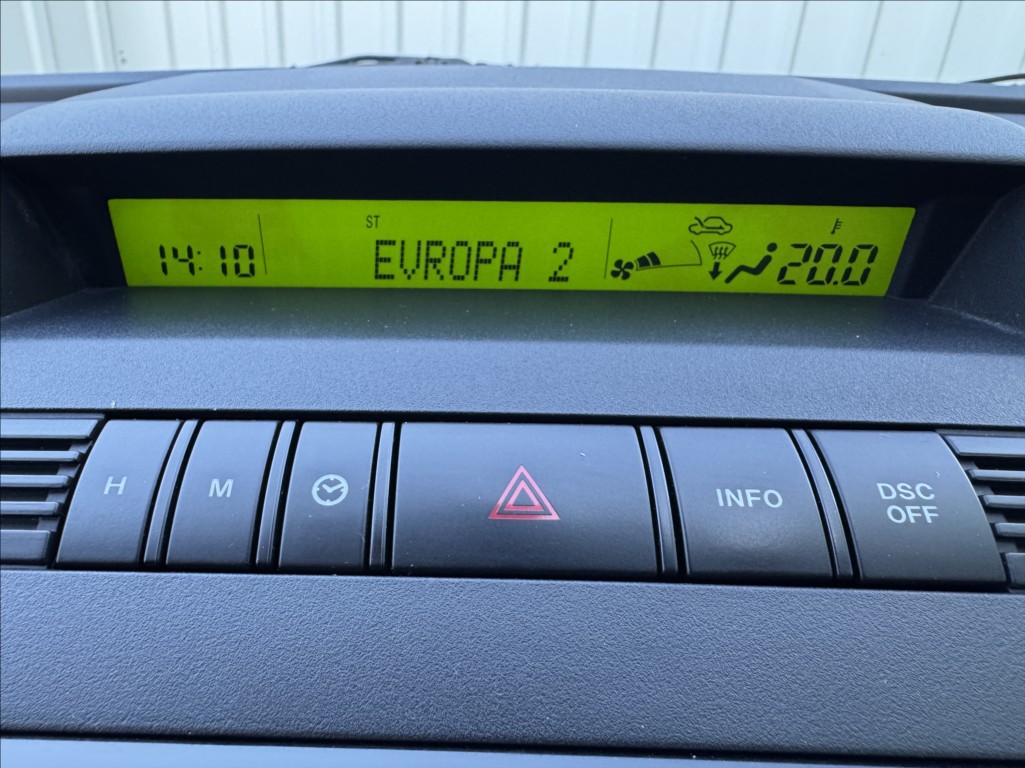 ST
14:10 EVROPA 2 20.0
H M INFO DSC
OFF